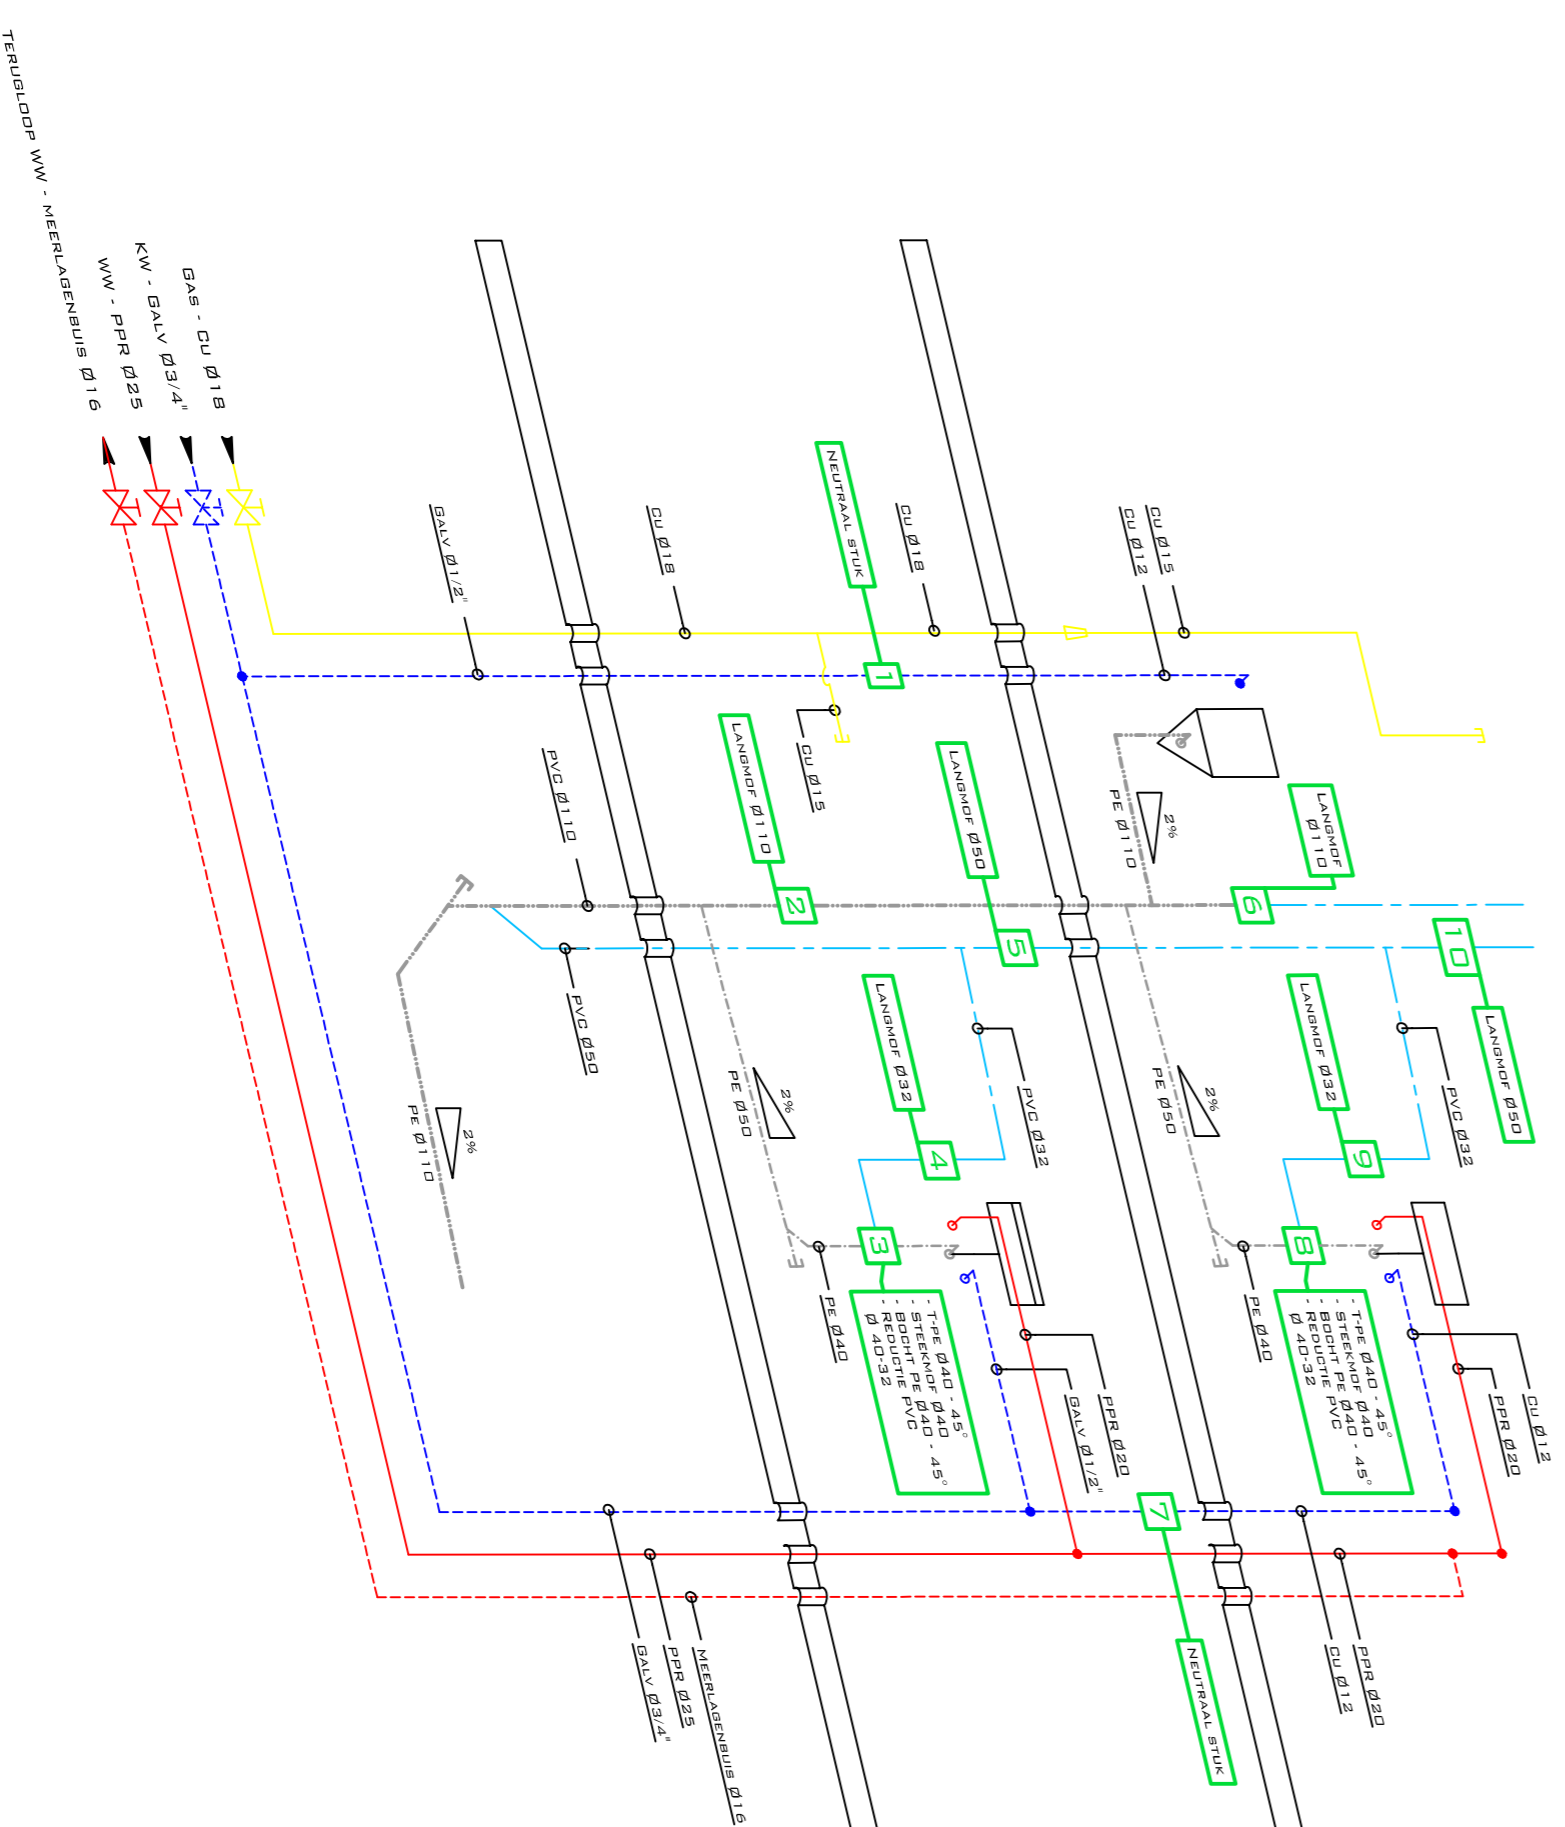 Terugloop WW - meerlagenbuis Ø16
WW - PPR Ø25
KW - Galv Ø3/4"
Gas - Cu Ø18
Galv Ø1/2"
Cu Ø18
Neutraal stuk
1
Cu Ø18
Cu Ø15
Cu Ø12
PVC Ø110
Langmof Ø110
2
Cu Ø15
Langmof Ø50
5
PE Ø110
2%
Langmof
Ø110
6
10
Langmof Ø50
PVC Ø50
PE Ø110
2%
PE Ø50
2%
Langmof Ø32
4
PVC Ø32
PE Ø50
2%
Langmof Ø32
9
PVC Ø32
3
- T-PE Ø40 - 45°
- Steekmof Ø40
- Bocht PE Ø40 - 45°
- Reductie PVC
Ø 40-32
PE Ø40
PPR Ø20
Galv Ø1/2"
8
- T-PE Ø40 - 45°
- Steekmof Ø40
- Bocht PE Ø40 - 45°
- Reductie PVC
Ø 40-32
PE Ø40
Cu Ø12
PPR Ø20
7
Neutraal stuk
Galv Ø3/4"
PPR Ø25
Meerlagenbuis Ø16
Cu Ø12
PPR Ø20